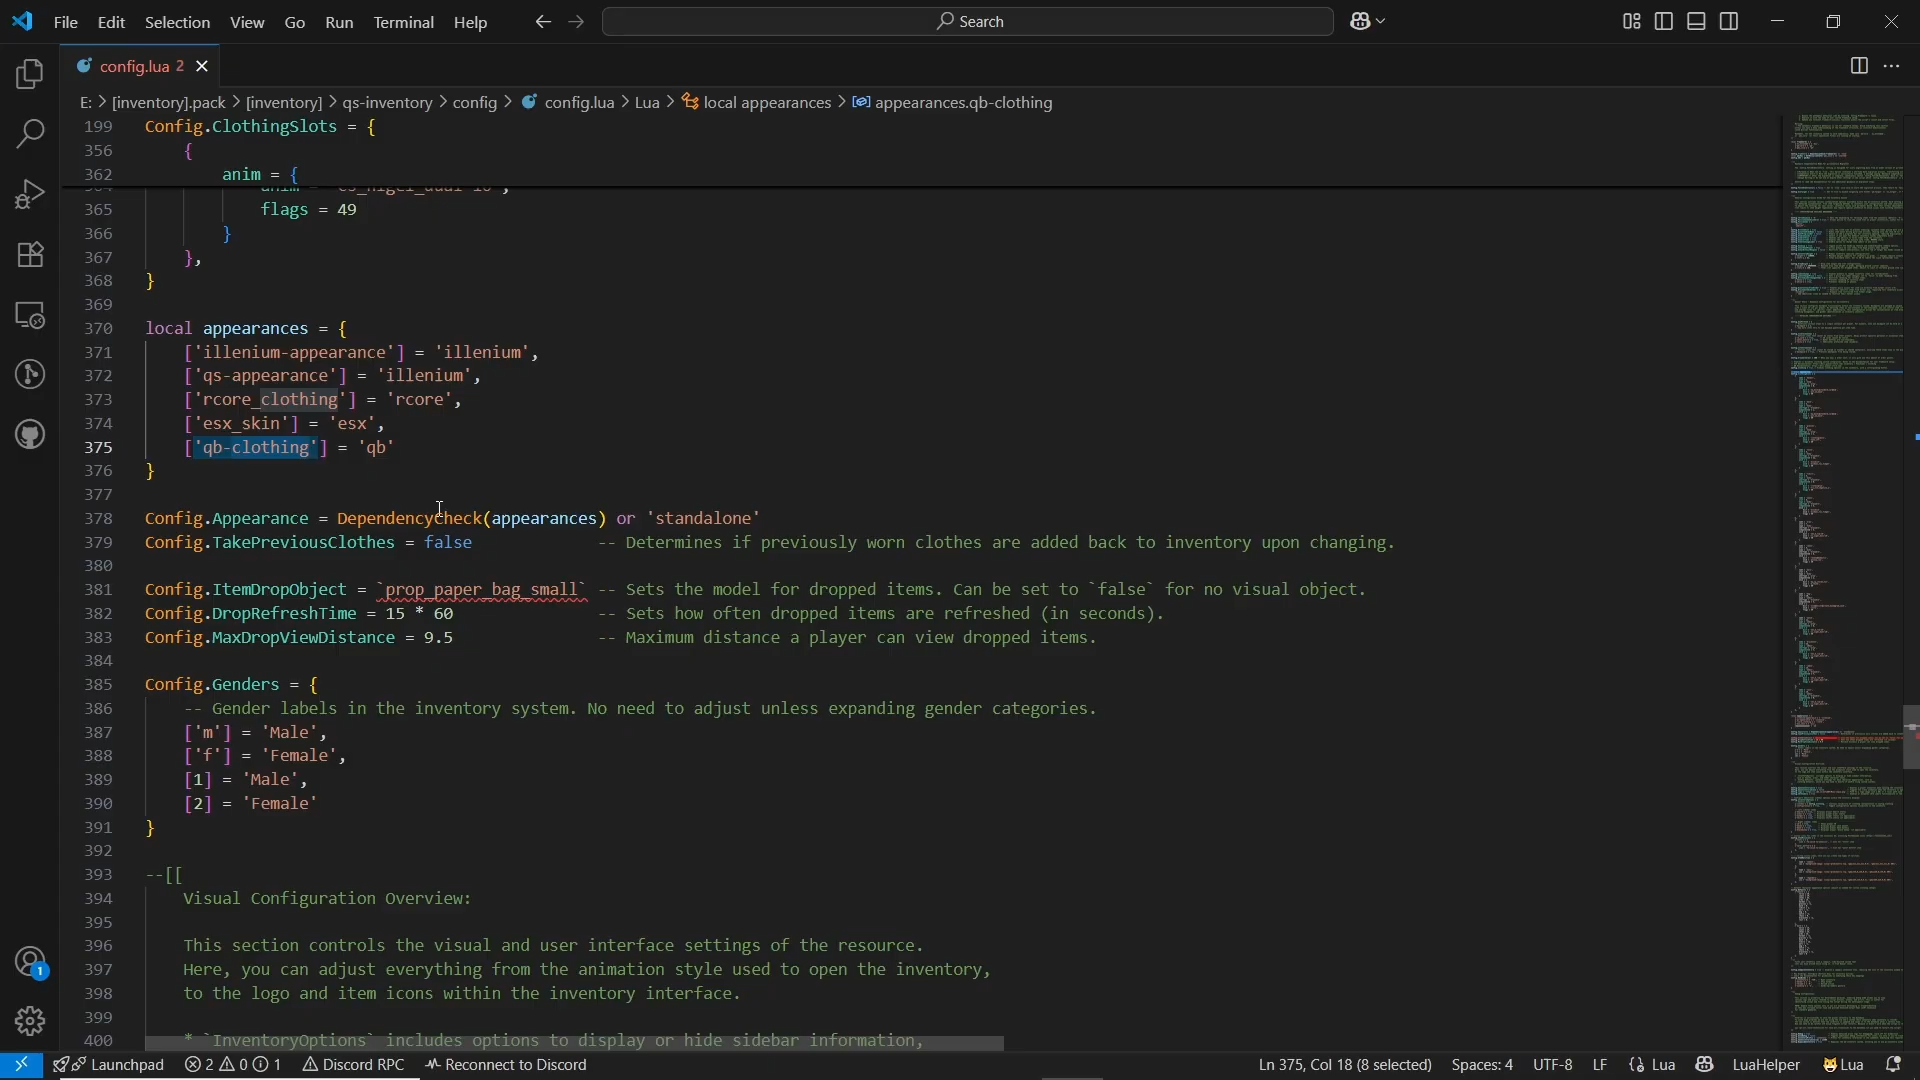 File Edit Selection View Go Run Terminal Help
Search
config.lua 2
E: > [inventory].pack > [inventory] > qs-inventory > config > config.lua > Lua > local appearances > appearances.qb-clothing
199 Config.ClothingSlots = {
356 {
362 anim = {
365 flags = 49
366 }
367 },
368 }
369
370 local appearances = {
371 ['illenium-appearance'] = 'illenium',
372 ['qs-appearance'] = 'illenium',
373 ['rcore_clothing'] = 'rcore',
374 ['esx_skin'] = 'esx',
375 ['qb-clothing'] = 'qb'
376 }
377
378 Config.Appearance = Dependencycheck(appearances) or 'standalone'
379 Config.TakePreviousClothes = false -- Determines if previously worn clothes are added back to inventory upon changing.
380
381 Config.ItemDropObject = `prop_paper_bag_small` -- Sets the model for dropped items. Can be set to `false` for no visual object.
382 Config.DropRefreshTime = 15 * 60 -- Sets how often dropped items are refreshed (in seconds).
383 Config.MaxDropViewDistance = 9.5 -- Maximum distance a player can view dropped items.
384
385 Config.Genders = {
386 -- Gender labels in the inventory system. No need to adjust unless expanding gender categories.
387 ['m'] = 'Male',
388 ['f'] = 'Female',
389 [1] = 'Male',
390 [2] = 'Female'
391 }
392
393 --[[
394 Visual Configuration Overview:
395
396 This section controls the visual and user interface settings of the resource.
397 Here, you can adjust everything from the animation style used to open the inventory,
398 to the logo and item icons within the inventory interface.
399
400 * `InventoryOptions` includes options to display or hide sidebar information,
1
Launchpad 2 0 1 Discord RPC Reconnect to Discord Ln 375, Col 18 (8 selected) Spaces: 4 UTF-8 LF {} Lua LuaHelper Lua